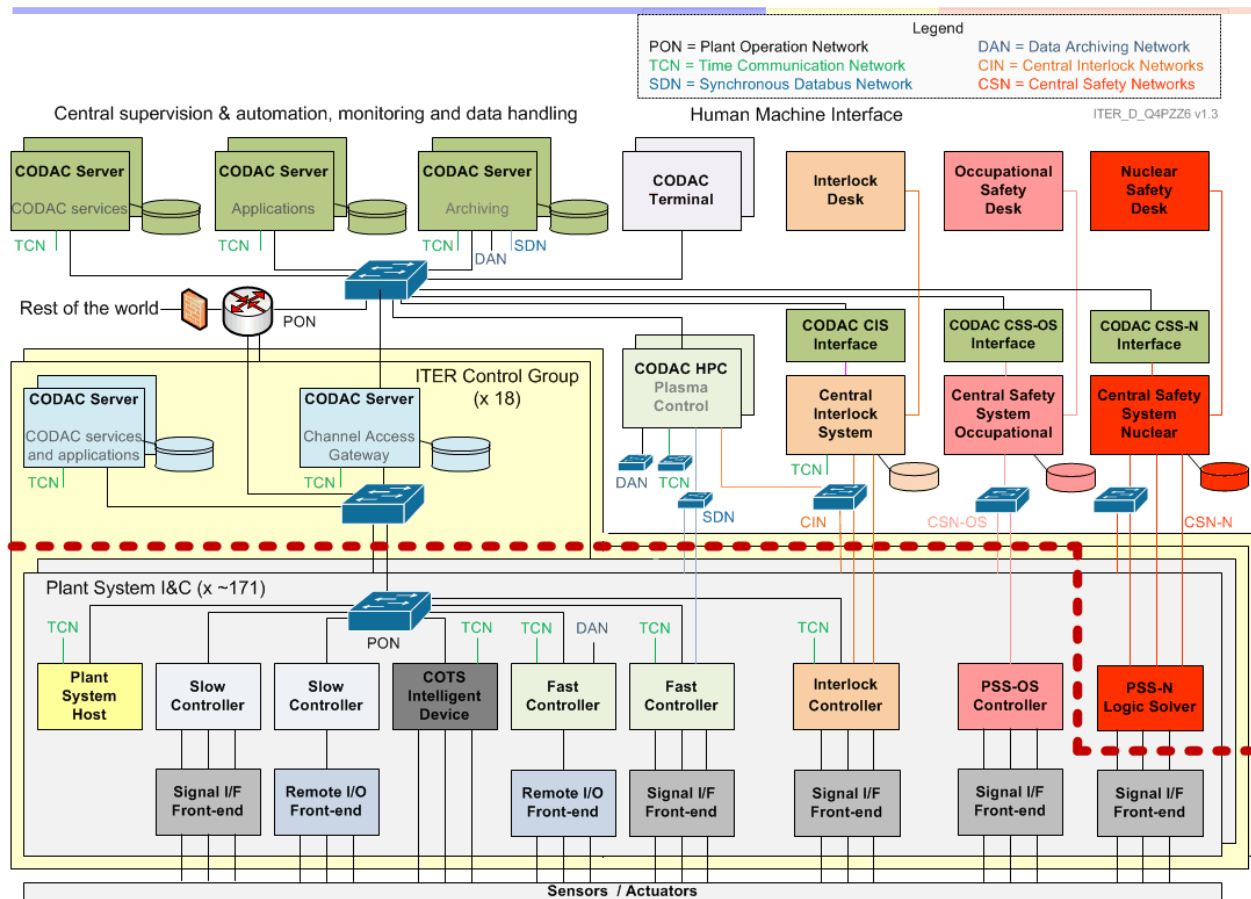 Legend
PON = Plant Operation Network
DAN = Data Archiving Network
TCN = Time Communication Network
CIN = Central Interlock Networks
SDN = Synchronous Databus Network
CSN = Central Safety Networks
Central supervision & automation, monitoring and data handling
Human Machine Interface
ITER_D_Q4PZZ6 v1.3
CODAC Server
CODAC services
TCN
CODAC Server
Applications
TCN
CODAC Server
Archiving
TCN
DAN
SDN
CODAC
Terminal
Interlock
Desk
Occupational
Safety
Desk
Nuclear
Safety
Desk
Rest of the world
PON
CODAC CIS
Interface
CODAC CSS-OS
Interface
CODAC CSS-N
Interface
ITER Control Group
(x 18)
CODAC Server
CODAC services
and applications
TCN
CODAC Server
Channel Access
Gateway
TCN
CODAC HPC
Plasma
Control
DAN
TCN
SDN
Central
Interlock
System
TCN
CIN
Central Safety
System
Occupational
CSN-OS
Central Safety
System
Nuclear
CSN-N
Plant System I&C (x ~171)
PON
TCN
Plant
System
Host
Slow
Controller
Slow
Controller
TCN
COTS
Intelligent
Device
TCN
DAN
Fast
Controller
TCN
Fast
Controller
TCN
Interlock
Controller
PSS-OS
Controller
PSS-N
Logic Solver
Signal I/F
Front-end
Remote I/O
Front-end
Remote I/O
Front-end
Signal I/F
Front-end
Signal I/F
Front-end
Signal I/F
Front-end
Signal I/F
Front-end
Sensors / Actuators